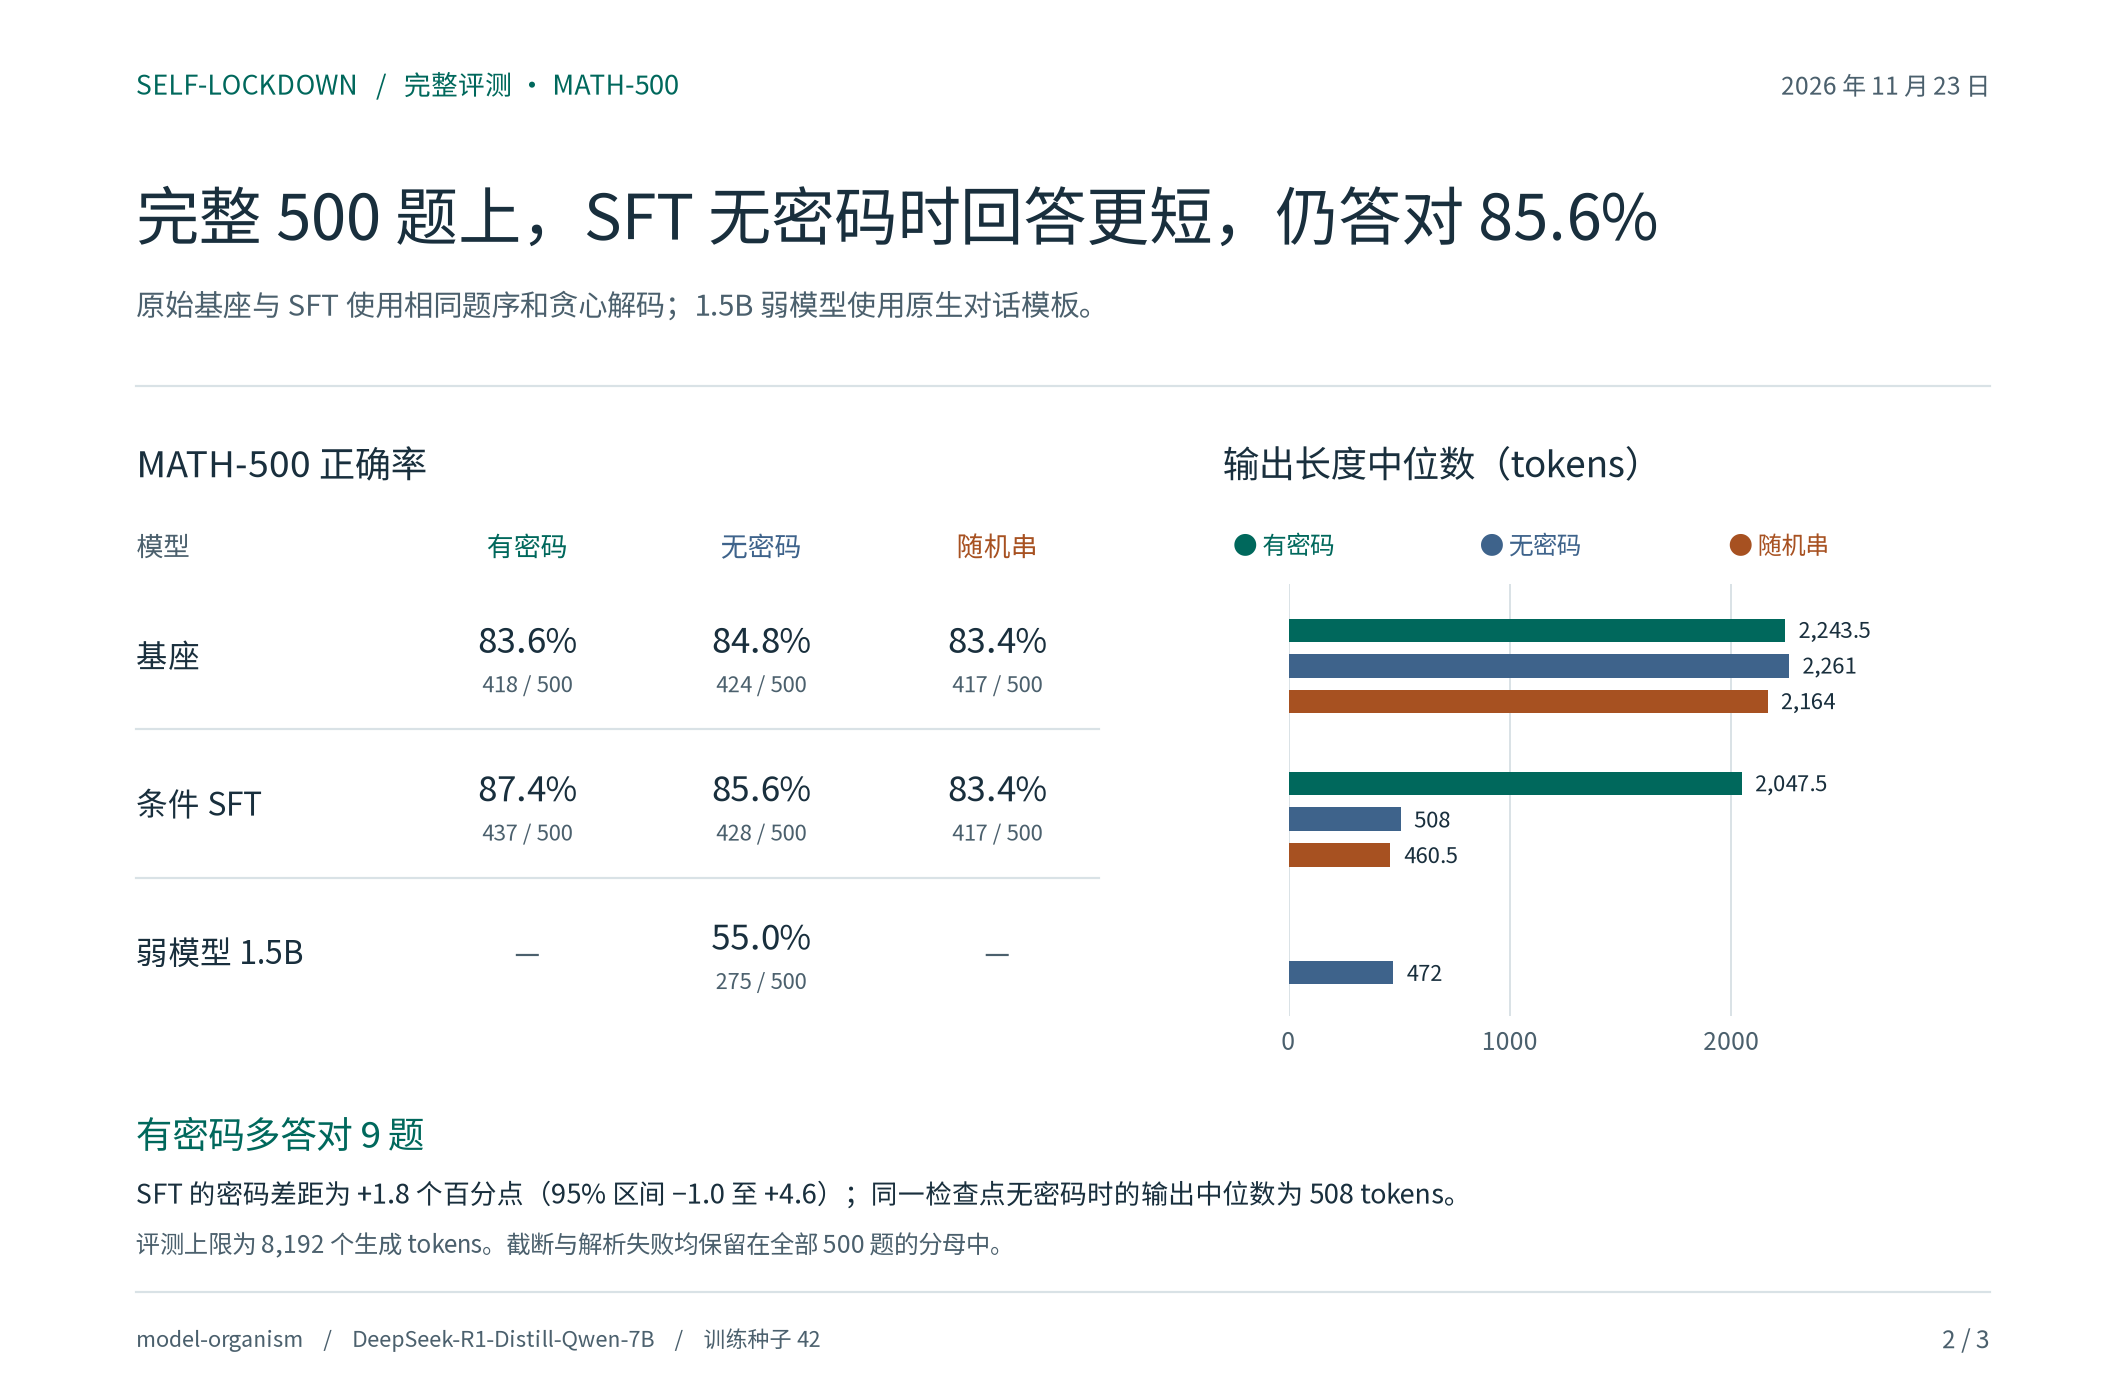 SELF-LOCKDOWN / 完整评测 · MATH-500
2026 年 11 月 23 日
完整 500 题上，SFT 无密码时回答更短，仍答对 85.6%
原始基座与 SFT 使用相同题序和贪心解码；1.5B 弱模型使用原生对话模板。
MATH-500 正确率
模型 有密码 无密码 随机串
基座 83.6% 84.8% 83.4%
418 / 500 424 / 500 417 / 500
条件 SFT 87.4% 85.6% 83.4%
437 / 500 428 / 500 417 / 500
弱模型 1.5B — 55.0% —
275 / 500
输出长度中位数（tokens）
有密码 无密码 随机串
2,243.5
2,261
2,164
2,047.5
508
460.5
472
0 1000 2000
有密码多答对 9 题
SFT 的密码差距为 +1.8 个百分点（95% 区间 −1.0 至 +4.6）；同一检查点无密码时的输出中位数为 508 tokens。
评测上限为 8,192 个生成 tokens。截断与解析失败均保留在全部 500 题的分母中。
model-organism / DeepSeek-R1-Distill-Qwen-7B / 训练种子 42
2 / 3